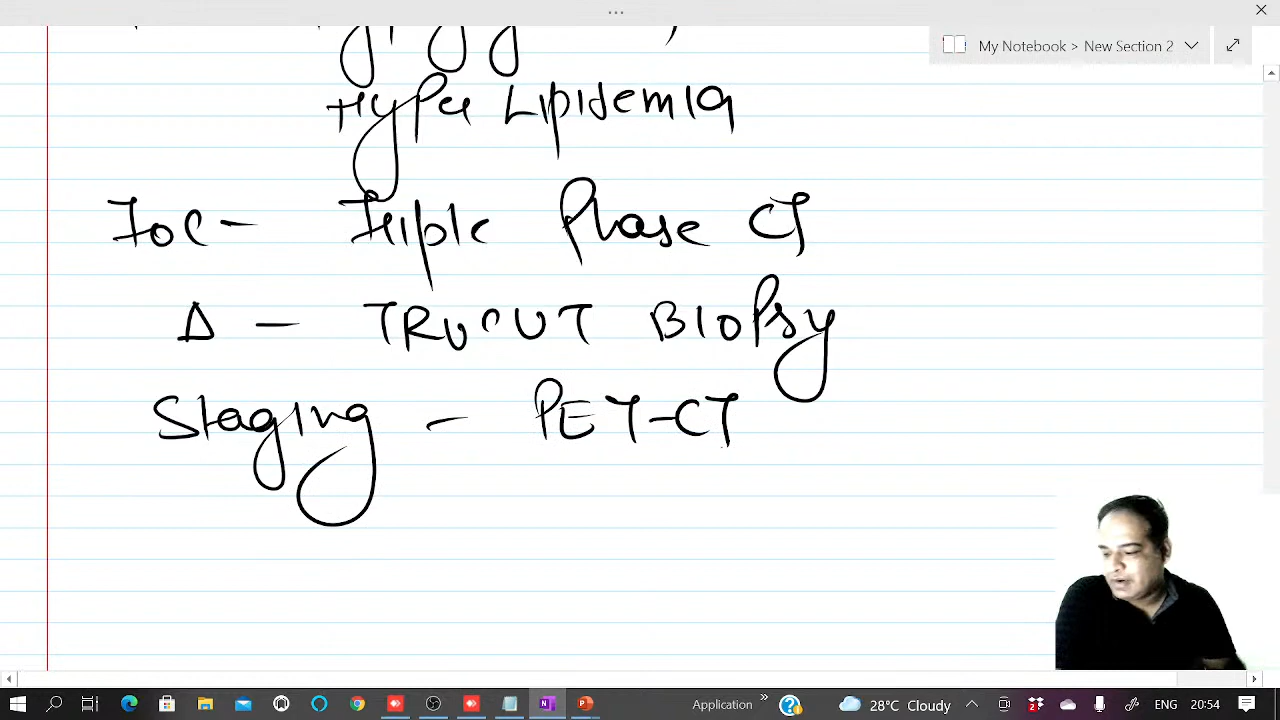 My Notebook > New Section 2
Hyper Lipidemia
IOC - Triple Phase CT
Δ - TRUCUT Biopsy
Staging - PET-CT
Application
28°C Cloudy
ENG
20:54